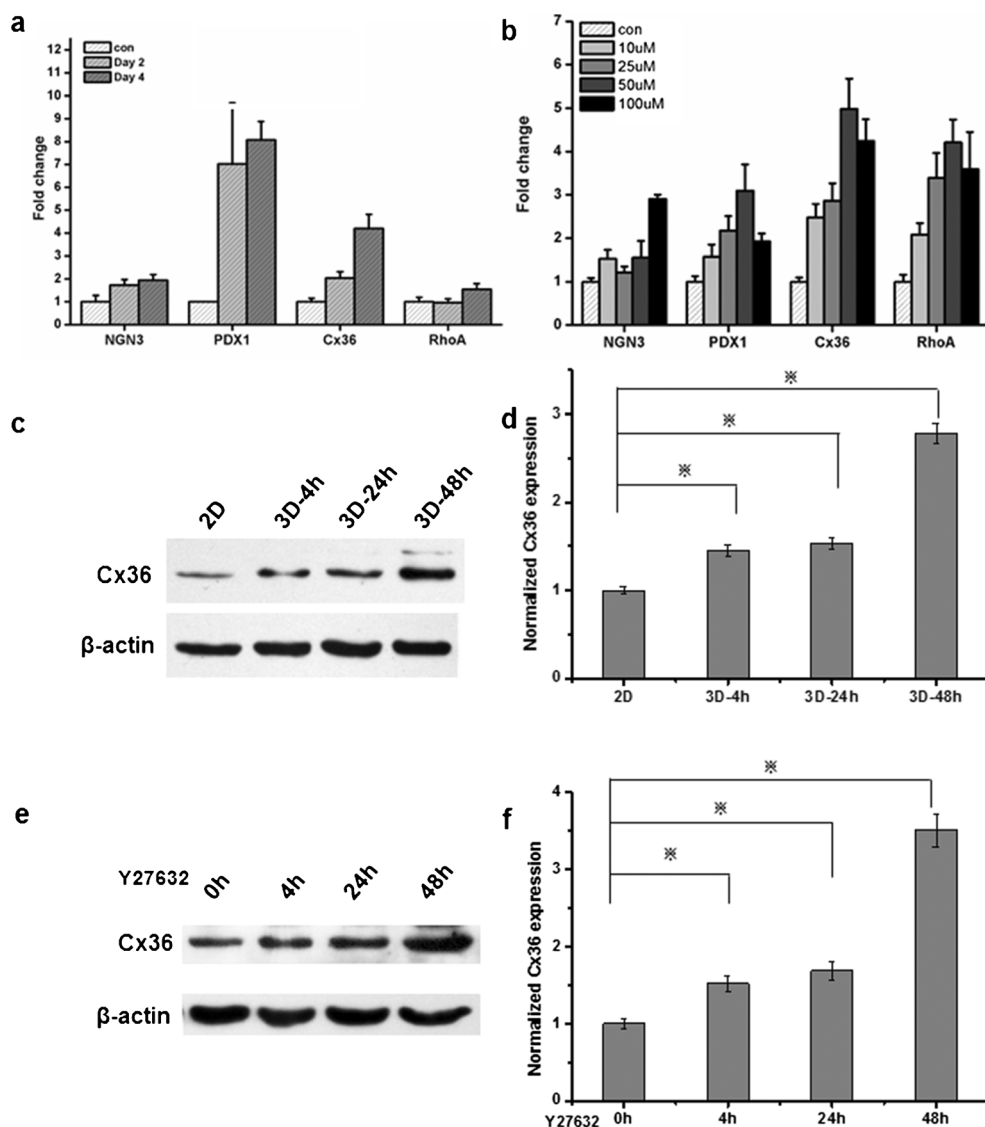 a
con
Day 2
Day 4
Fold change
12
11
10
9
8
7
6
5
4
3
2
1
0
NGN3 PDX1 Cx36 RhoA
b
con
10uM
25uM
50uM
100uM
Fold change
7
6
5
4
3
2
1
0
NGN3 PDX1 Cx36 RhoA
c
2D 3D-4h 3D-24h 3D-48h
Cx36
β-actin
d
Normalized Cx36 expression
3
2
1
0
※
※
※
2D 3D-4h 3D-24h 3D-48h
e
Y27632 0h 4h 24h 48h
Cx36
β-actin
f
Normalized Cx36 expression
4
3
2
1
0
※
※
※
Y27632 0h 4h 24h 48h